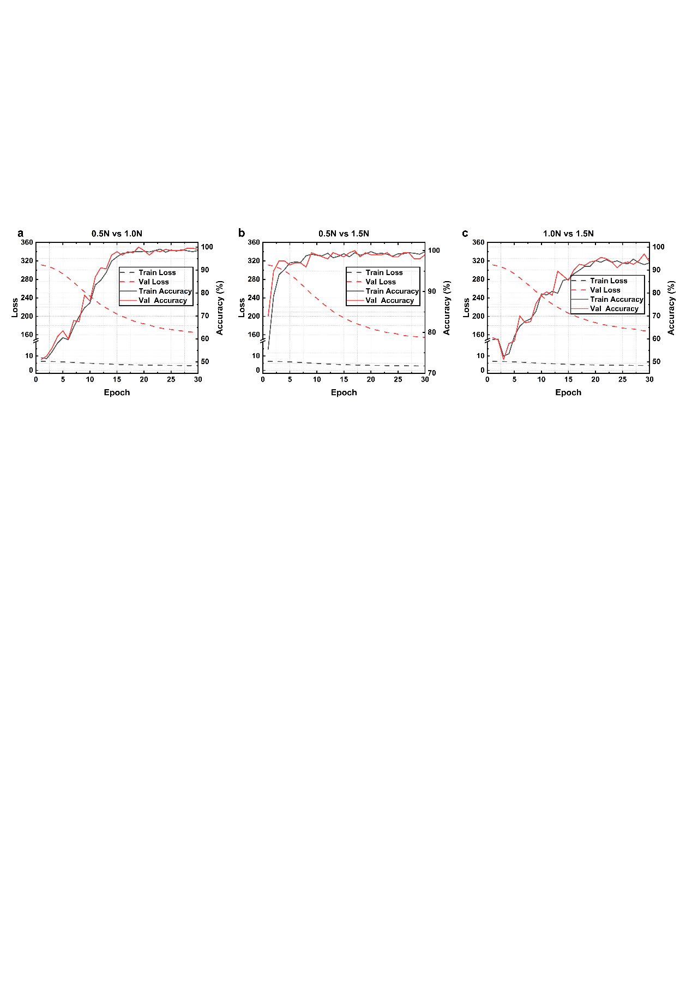 a
0.5N vs 1.0N
360
320
280
240
200
160
10
0
Loss
100
90
80
70
60
50
Accuracy (%)
Train Loss
Val Loss
Train Accuracy
Val Accuracy
0 5 10 15 20 25 30
Epoch
b
0.5N vs 1.5N
360
320
280
240
200
160
10
0
Loss
100
90
80
70
Accuracy (%)
Train Loss
Val Loss
Train Accuracy
Val Accuracy
0 5 10 15 20 25 30
Epoch
c
1.0N vs 1.5N
360
320
280
240
200
160
10
0
Loss
100
90
80
70
60
50
Accuracy (%)
Train Loss
Val Loss
Train Accuracy
Val Accuracy
0 5 10 15 20 25 30
Epoch